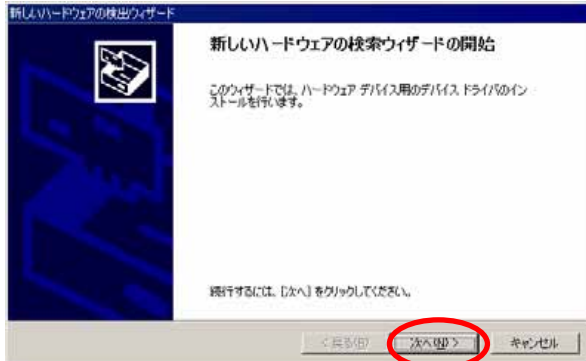 新しいハードウェアの検出ウィザード
新しいハードウェアの検索ウィザードの開始
このウィザードでは、ハードウェア デバイス用のデバイス ドライバのイン
ストールを行います。
続行するには、[次へ] をクリックしてください。
< 戻る(B) 次へ(N) > キャンセル